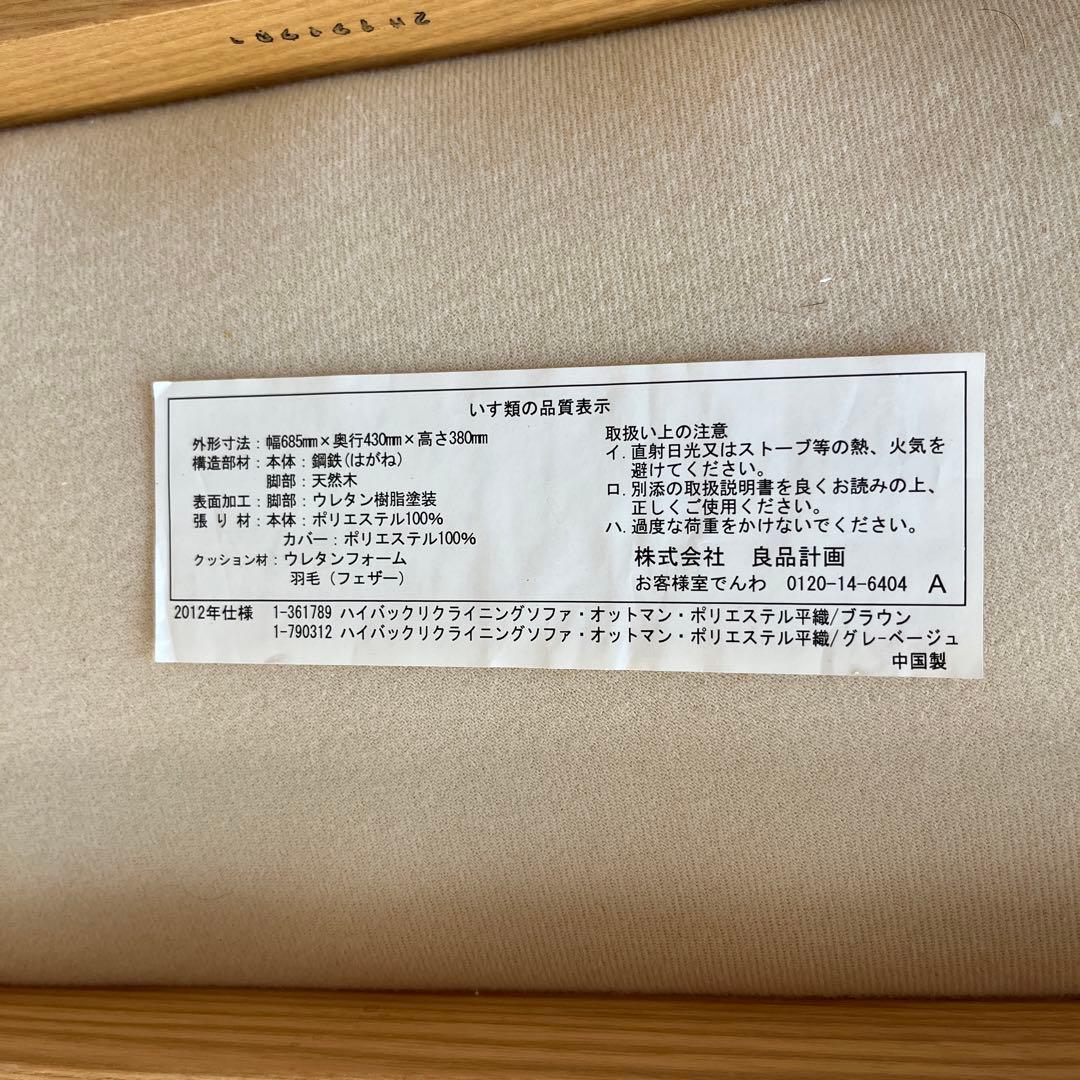 いす類の品質表示
外形寸法：幅685mm×奥行430mm×高さ380mm
構造部材：本体：鋼鉄(はがね)
脚部：天然木
表面加工：脚部：ウレタン樹脂塗装
張り材：本体：ポリエステル100%
カバー：ポリエステル100%
クッション材：ウレタンフォーム
羽毛（フェザー）
取扱い上の注意
イ.直射日光又はストーブ等の熱、火気を
避けてください。
ロ.別添の取扱説明書を良くお読みの上、
正しくご使用ください。
ハ.過度な荷重をかけないでください。
株式会社　良品計画
お客様室でんわ　0120-14-6404　A
2012年仕様　1-361789 ハイバックリクライニングソファ・オットマン・ポリエステル平織/ブラウン
1-790312 ハイバックリクライニングソファ・オットマン・ポリエステル平織/グレーベージュ
中国製